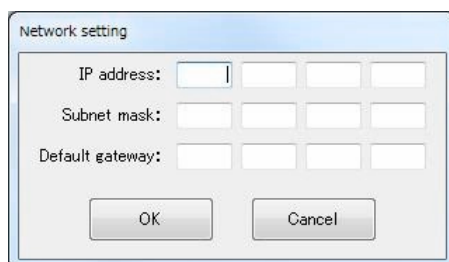 Network setting
IP address:
Subnet mask:
Default gateway:
OK Cancel